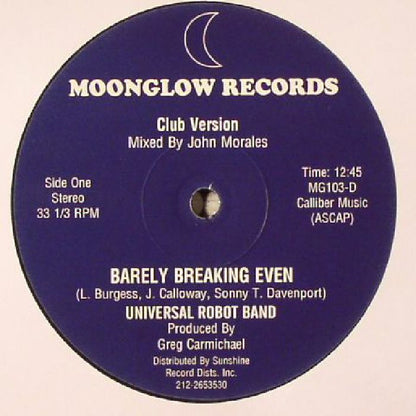 MOONGLOW RECORDS
Club Version
Mixed By John Morales
Side One
Stereo
33 1/3 RPM
Time: 12:45
MG103-D
Calliber Music
(ASCAP)
BARELY BREAKING EVEN
(L. Burgess, J. Calloway, Sonny T. Davenport)
UNIVERSAL ROBOT BAND
Produced By
Greg Carmichael
Distributed By Sunshine
Record Dists. Inc.
212-2653530